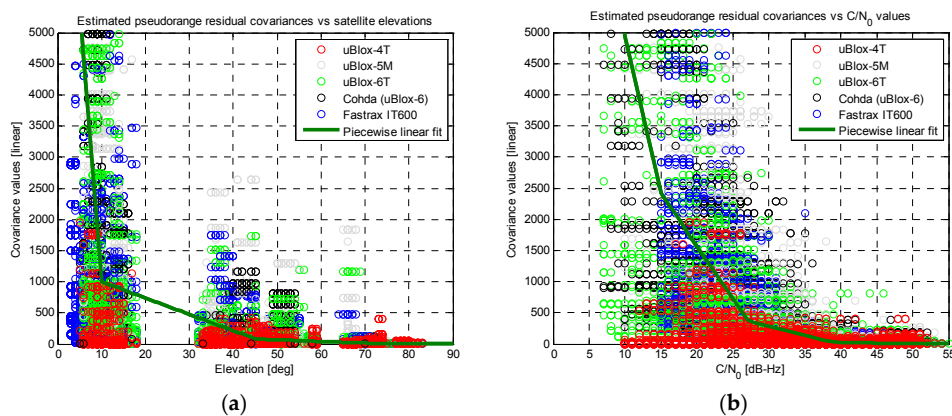 Estimated pseudorange residual covariances vs satellite elevations
Covariance values [linear]
5000
4500
4000
3500
3000
2500
2000
1500
1000
500
0
uBlox-4T
uBlox-5M
uBlox-6T
Cohda (uBlox-6)
Fastrax IT600
Piecewise linear fit
0 10 20 30 40 50 60 70 80 90
Elevation [deg]
(a)
Estimated pseudorange residual covariances vs C/N0 values
Covariance values [linear]
5000
4500
4000
3500
3000
2500
2000
1500
1000
500
0
uBlox-4T
uBlox-5M
uBlox-6T
Cohda (uBlox-6)
Fastrax IT600
Piecewise linear fit
0 5 10 15 20 25 30 35 40 45 50 55
C/N0 [dB-Hz]
(b)